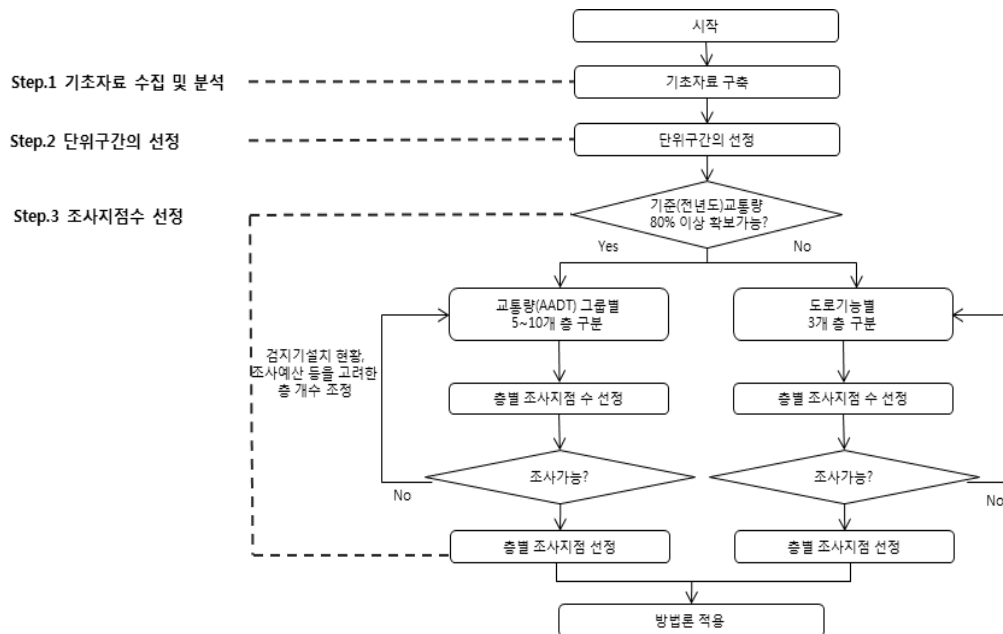 시작
Step.1 기초자료 수집 및 분석
기초자료 구축
Step.2 단위구간의 선정
단위구간의 선정
Step.3 조사지점수 선정
기준(전년도)교통량
80% 이상 확보가능?
Yes
No
교통량(AADT) 그룹별
5~10개 층 구분
도로기능별
3개 층 구분
검지기설치 현황,
조사예산 등을 고려한
층 개수 조정
층별 조사지점 수 선정
층별 조사지점 수 선정
조사가능?
조사가능?
No
No
층별 조사지점 선정
층별 조사지점 선정
방법론 적용